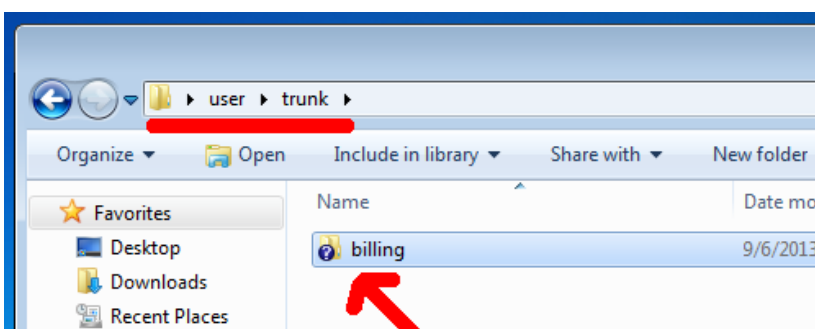 user trunk
Organize Open Include in library Share with New folder
Favorites Name Date mo
Desktop billing 9/6/2013
Downloads
Recent Places